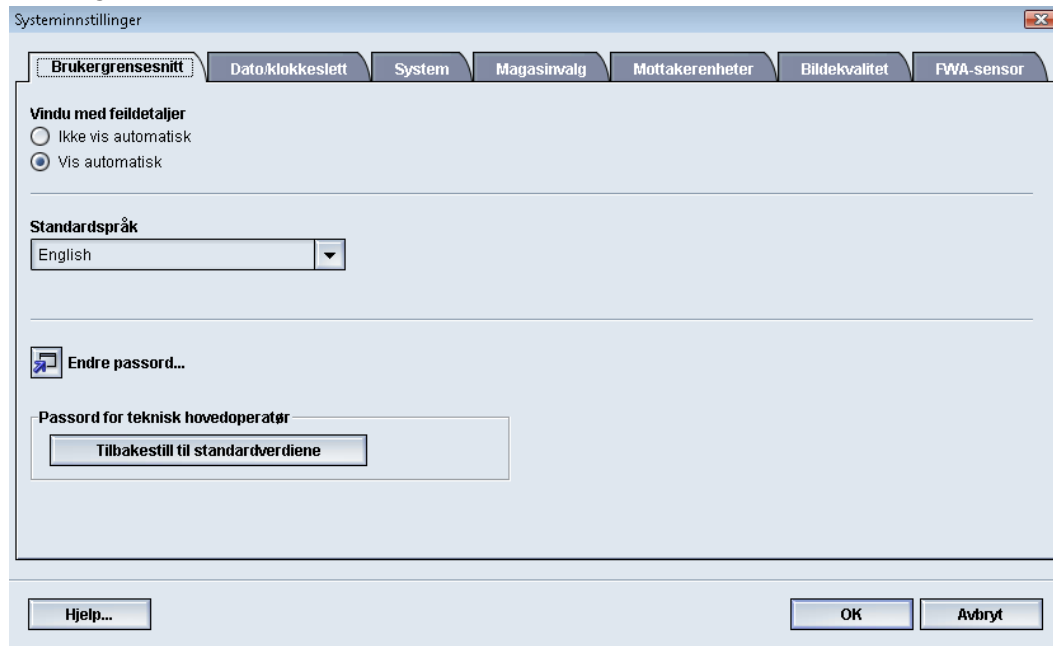 Systeminnstillinger
Brukergrensesnitt Dato/klokkeslett System Magasinvalg Mottakerenheter Bildekvalitet FWA-sensor
Vindu med feildetaljer
Ikke vis automatisk
Vis automatisk
Standardspråk
English
Endre passord...
Passord for teknisk hovedoperatør
Tilbakestill til standardverdiene
Hjelp... OK Avbryt